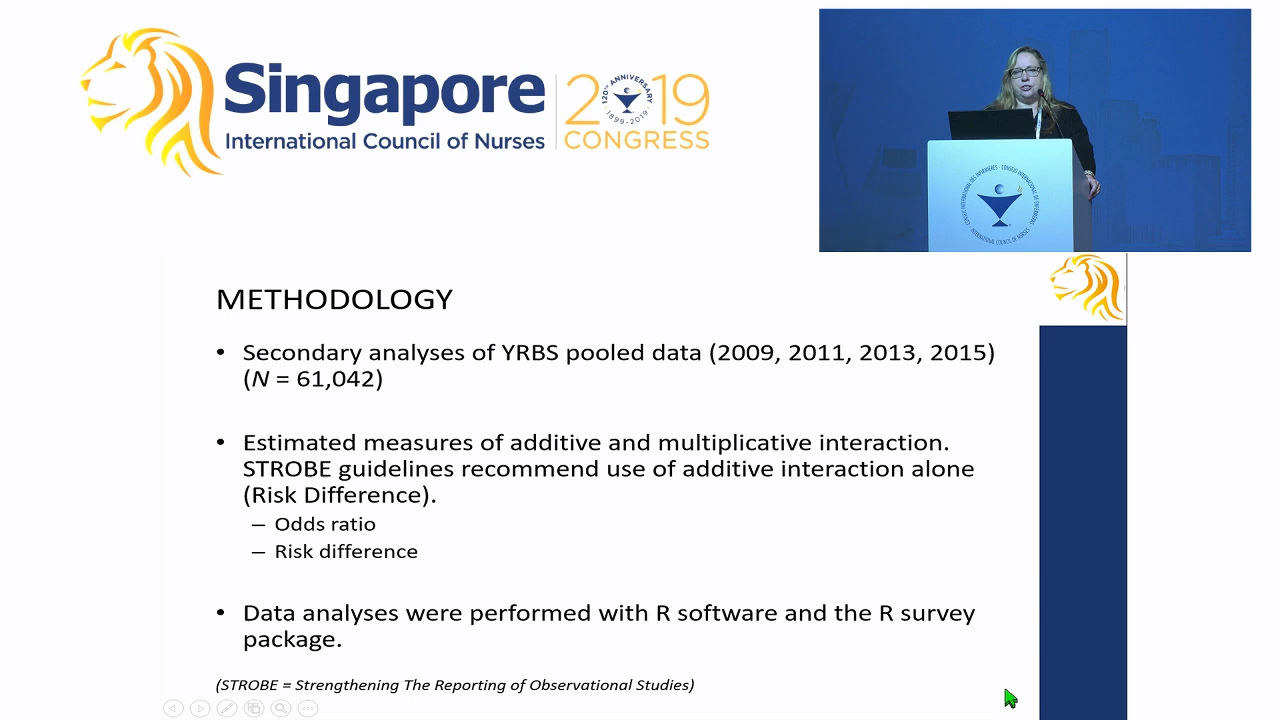 Singapore
International Council of Nurses
2019
CONGRESS
120TH ANNIVERSARY
1899-2019
METHODOLOGY
• Secondary analyses of YRBS pooled data (2009, 2011, 2013, 2015)
(N = 61,042)
• Estimated measures of additive and multiplicative interaction.
STROBE guidelines recommend use of additive interaction alone
(Risk Difference).
– Odds ratio
– Risk difference
• Data analyses were performed with R software and the R survey
package.
(STROBE = Strengthening The Reporting of Observational Studies)